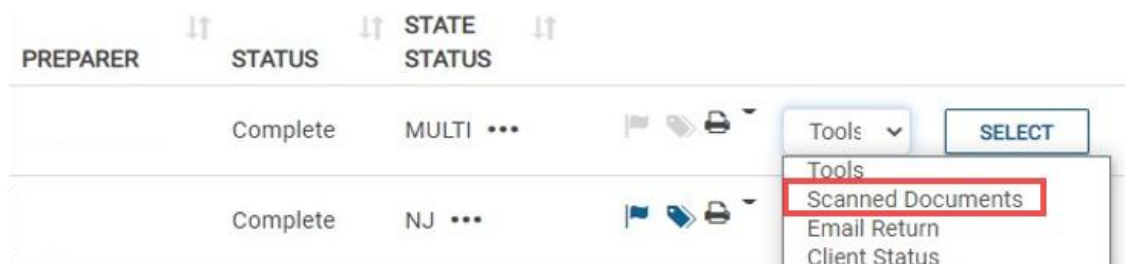 PREPARER STATUS STATE STATUS
Complete MULTI ••• Tools SELECT
Tools
Scanned Documents
Complete NJ •••
Email Return
Client Status